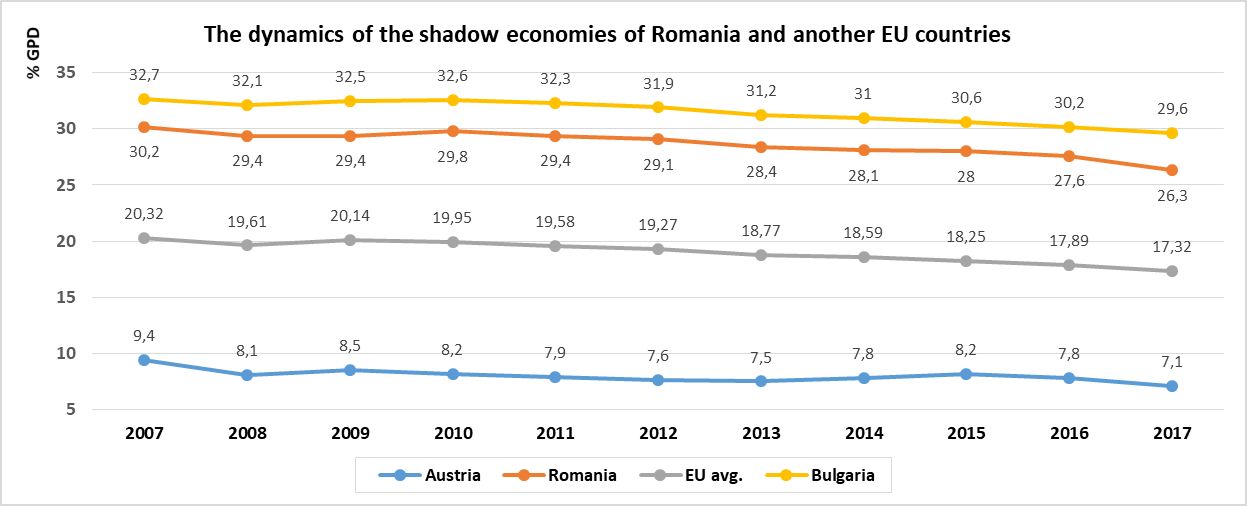 The dynamics of the shadow economies of Romania and another EU countries
% GPD
35
30
25
20
15
10
5
32,7 32,1 32,5 32,6 32,3 31,9 31,2 31 30,6 30,2 29,6
30,2 29,4 29,4 29,8 29,4 29,1 28,4 28,1 28 27,6 26,3
20,32 19,61 20,14 19,95 19,58 19,27 18,77 18,59 18,25 17,89 17,32
9,4 8,1 8,5 8,2 7,9 7,6 7,5 7,8 8,2 7,8 7,1
2007 2008 2009 2010 2011 2012 2013 2014 2015 2016 2017
Austria Romania EU avg. Bulgaria